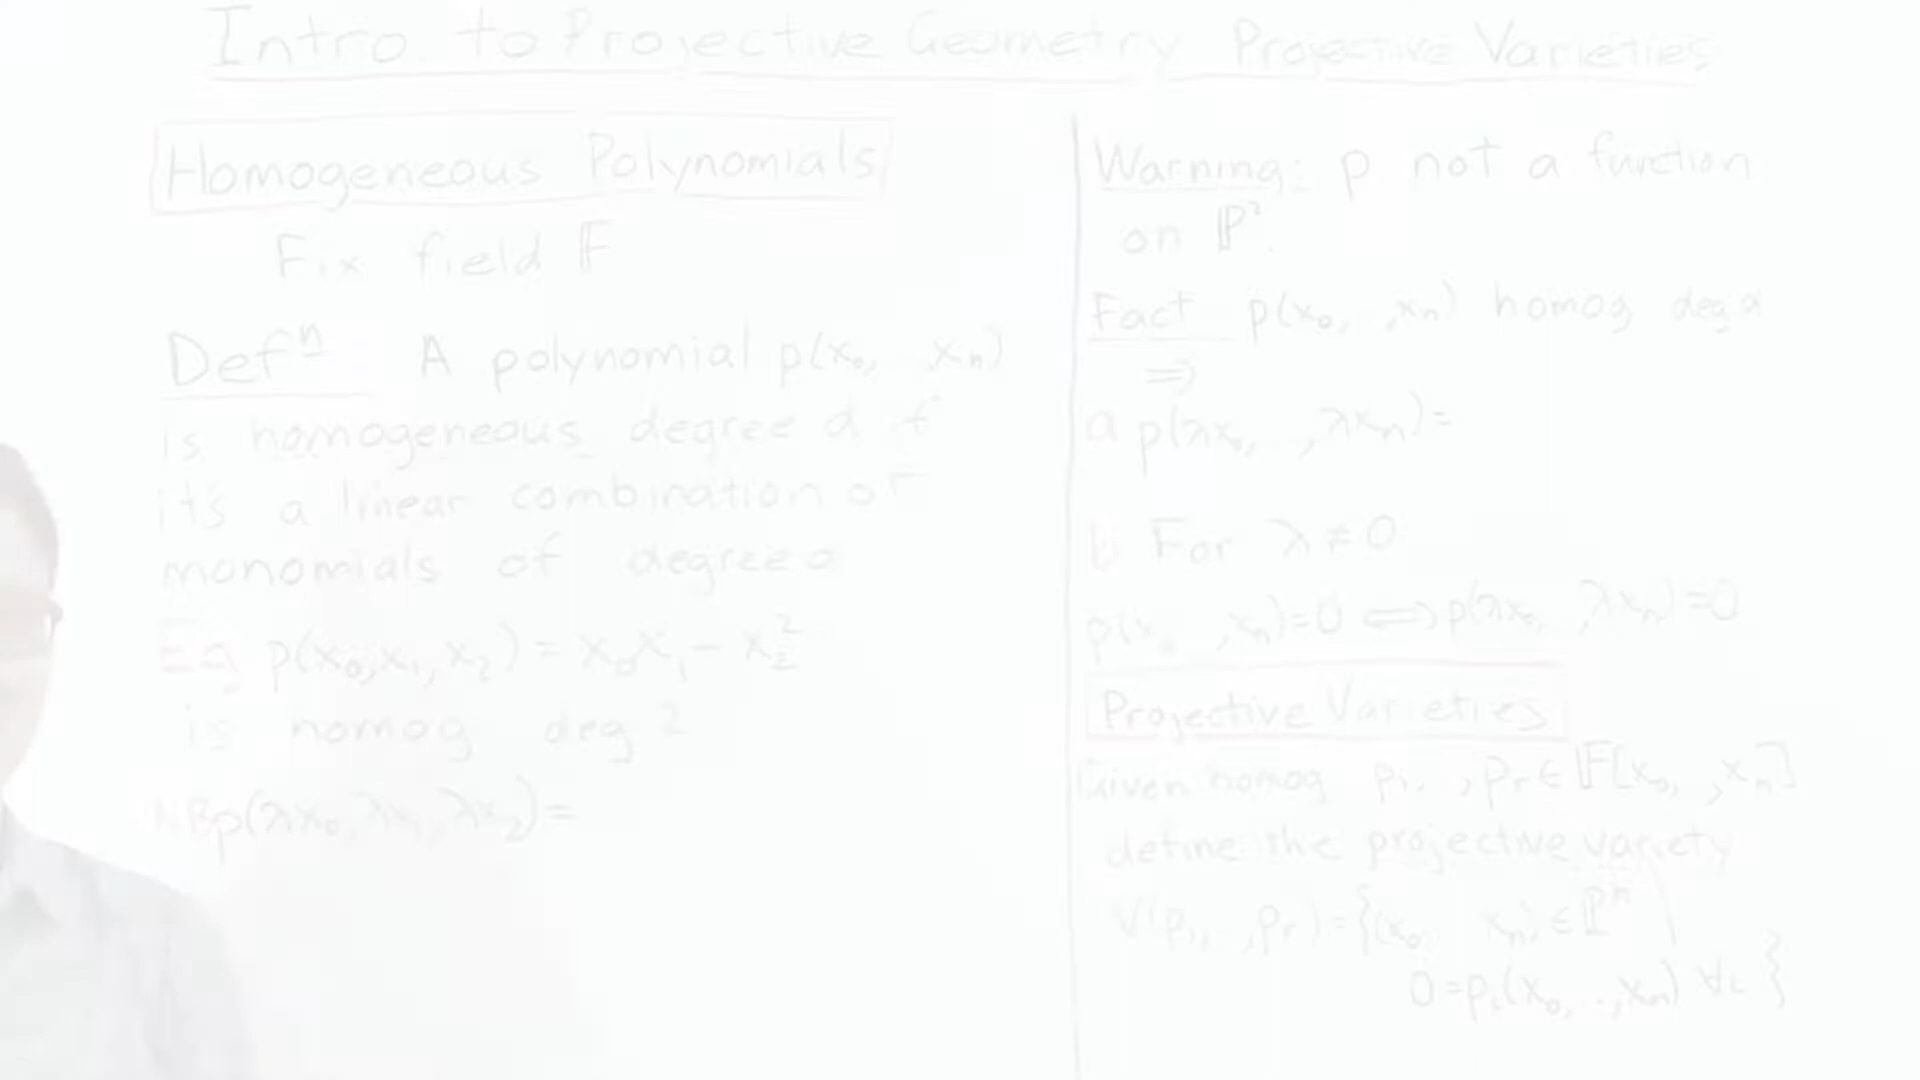 Intro. to Projective Geometry Projective Varieties
Homogeneous Polynomials
Fix field 𝔽
Defⁿ A polynomial p(x₀, ,xₙ)
is homogeneous degree d if
it's a linear combination of
monomials of degree d
Eg p(x₀,x₁,x₂) = x₀x₁ - x₂²
is homog deg 2
NB p(λx₀, λx₁, λx₂) =
Warning: p not a function
on ℙ².
Fact p(x₀, ,xₙ) homog deg d
⇒
a p(λx₀, , λxₙ) =
b For λ ≠ 0
p(x₀ ,xₙ)=0 ⟺ p(λx₀, ,λxₙ)=0
Projective Varieties
Given homog p₁, ,pᵣ ∈ 𝔽[x₀, ,xₙ]
define the projective variety
V(p₁, ,pᵣ) = {(x₀ xₙ) ∈ ℙⁿ |
0 = pᵢ(x₀, ..,xₙ) ∀i }